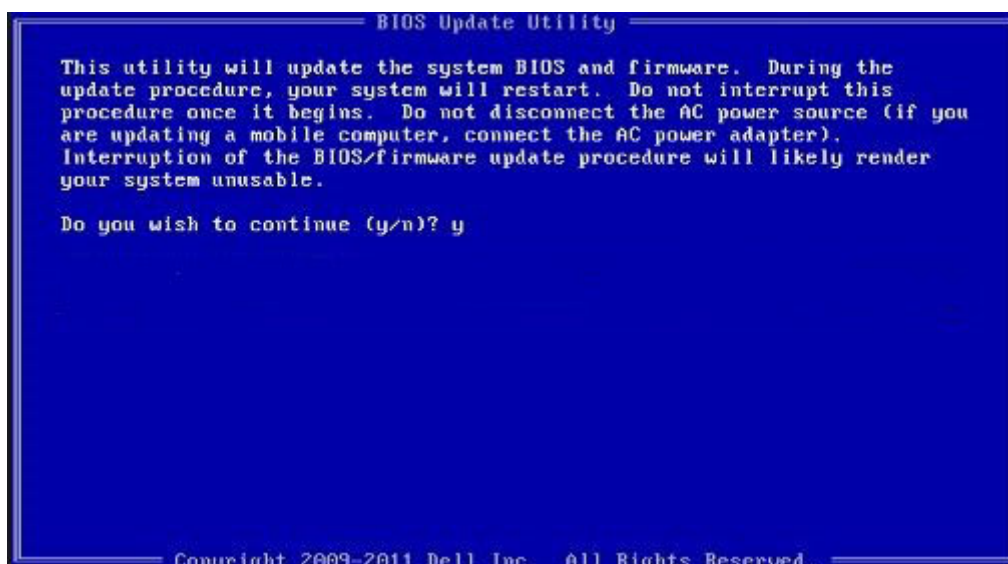 BIOS Update Utility
This utility will update the system BIOS and firmware. During the
update procedure, your system will restart. Do not interrupt this
procedure once it begins. Do not disconnect the AC power source (if you
are updating a mobile computer, connect the AC power adapter).
Interruption of the BIOS/firmware update procedure will likely render
your system unusable.
Do you wish to continue (y/n)? y
Copyright 2009-2011 Dell Inc. All Rights Reserved.